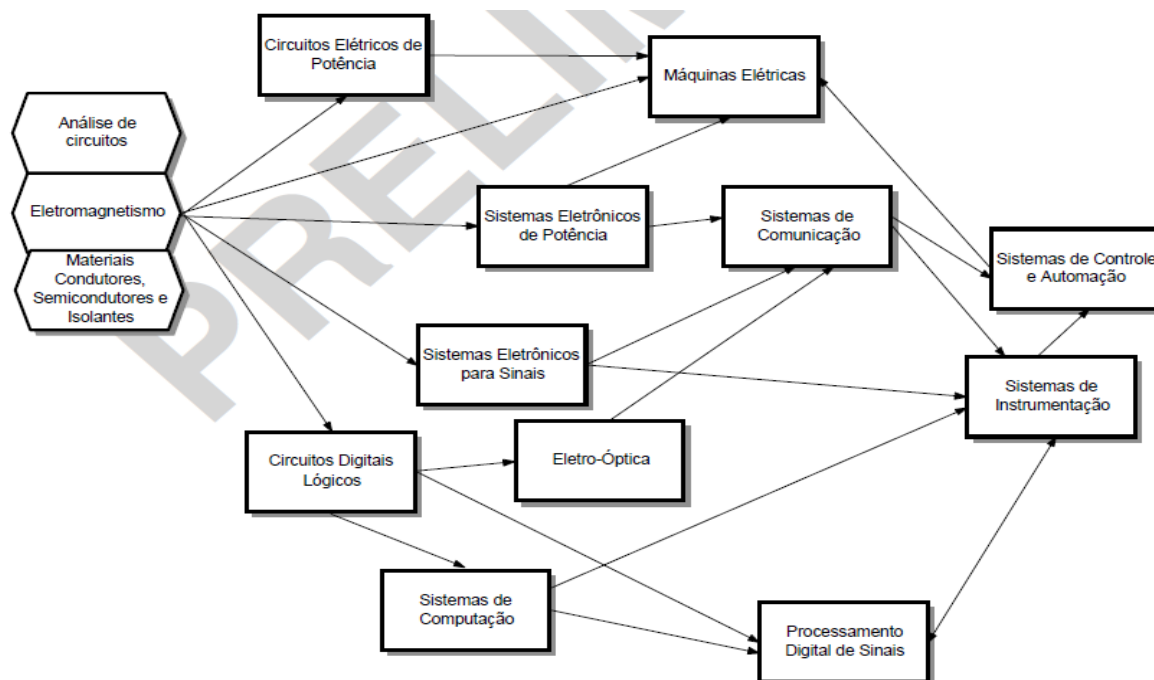 Circuitos Elétricos de
Potência
Máquinas Elétricas
Análise de
circuitos
Eletromagnetismo
Materiais
Condutores,
Semicondutores e
Isolantes
Sistemas Eletrônicos
de Potência
Sistemas de
Comunicação
Sistemas de Controle
e Automação
Sistemas Eletrônicos
para Sinais
Sistemas de
Instrumentação
Circuitos Digitais
Lógicos
Eletro-Óptica
Sistemas de
Computação
Processamento
Digital de Sinais
PRELIM